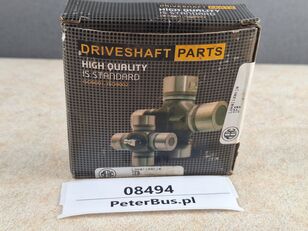 DRIVESHAFT PARTS
HIGH QUALITY
IS STANDARD
08494
PeterBus.pl